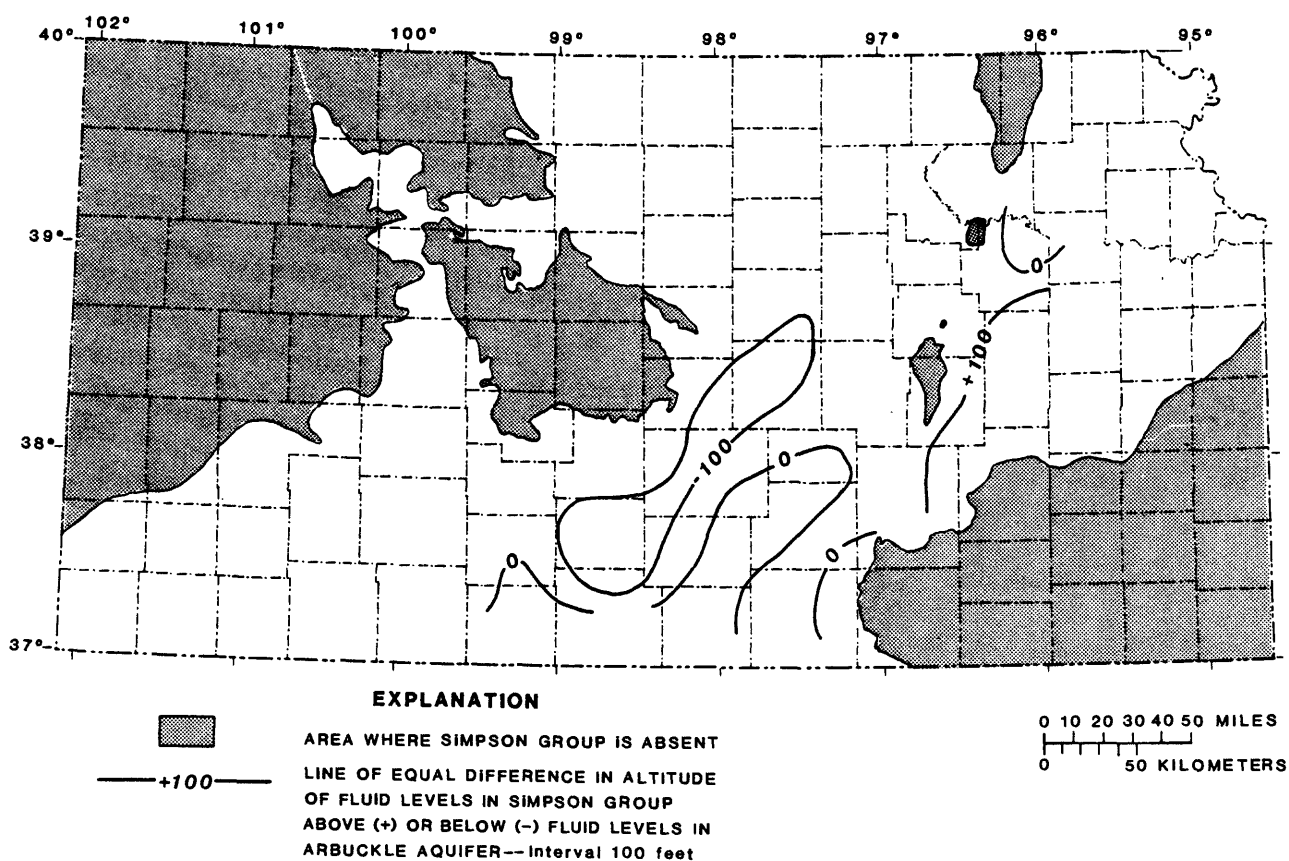 102° 101° 100° 99° 98° 97° 96° 95°
40°
39°
0
+100
38°
-100
0
0
0
37°
EXPLANATION
AREA WHERE SIMPSON GROUP IS ABSENT
+100 LINE OF EQUAL DIFFERENCE IN ALTITUDE
OF FLUID LEVELS IN SIMPSON GROUP
ABOVE (+) OR BELOW (-) FLUID LEVELS IN
ARBUCKLE AQUIFER--Interval 100 feet
0 10 20 30 40 50 MILES
0 50 KILOMETERS